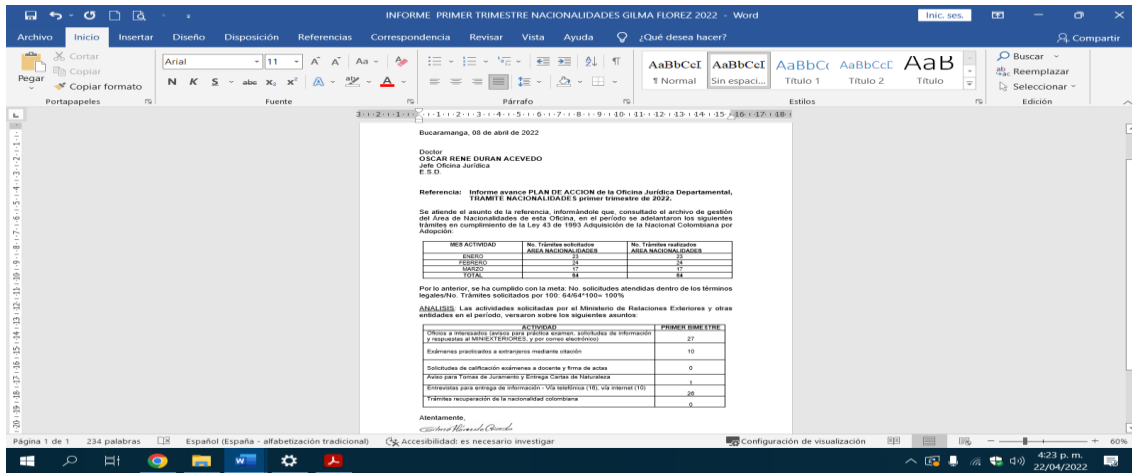 INFORME PRIMER TRIMESTRE NACIONALIDADES GILMA FLOREZ 2022 - Word
Inic. ses.
Archivo Inicio Insertar Diseño Disposición Referencias Correspondencia Revisar Vista Ayuda ¿Qué desea hacer? Compartir
Pegar
Cortar
Copiar
Copiar formato
Portapapeles
Arial 11
N K S abc X₂ X²
Fuente
Párrafo
AaBbCcI AaBbCcI AaBbC AaBbCcE AaB
¶ Normal Sin espaci... Título 1 Título 2 Título
Estilos
Buscar
Reemplazar
Seleccionar
Edición
Bucaramanga, 08 de abril de 2022
Doctor
OSCAR RENE DURAN ACEVEDO
Jefe Oficina Jurídica
E.S.D.
Referencia: Informe avance PLAN DE ACCION de la Oficina Jurídica Departamental,
TRAMITE NACIONALIDADES primer trimestre de 2022.
Se atiende el asunto de la referencia, informándole que, consultado el archivo de gestión
del Área de Nacionalidades de esta Oficina, en el período se adelantaron los siguientes
trámites en cumplimiento de la Ley 43 de 1993 Adquisición de la Nacional Colombiana por
Adopción:
MES ACTIVIDAD No. Trámites solicitados AREA NACIONALIDADES No. Trámites realizados AREA NACIONALIDADES
ENERO 23 23
FEBRERO 24 24
MARZO 17 17
TOTAL 64 64
Por lo anterior, se ha cumplido con la meta: No. solicitudes atendidas dentro de los términos
legales/No. Trámites solicitados por 100: 64/64*100= 100%
ANALISIS: Las actividades solicitadas por el Ministerio de Relaciones Exteriores y otras
entidades en el período, versaron sobre los siguientes asuntos:
ACTIVIDAD PRIMER BIMESTRE
Oficios a interesados (avisos para práctica examen, solicitudes de información
y respuestas al MINIEXTERIORES, y por correo electrónico) 27
Exámenes practicados a extranjeros mediante citación 10
Solicitudes de calificación exámenes a docente y firma de actas 0
Aviso para Tomas de Juramento y Entrega Cartas de Naturaleza 1
Entrevistas para entrega de información - Vía telefónica (16), vía internet (10) 26
Trámites recuperación de la nacionalidad colombiana 0
Atentamente,
Página 1 de 1 234 palabras Español (España - alfabetización tradicional) Accesibilidad: es necesario investigar Configuración de visualización 60%
4:23 p. m.
22/04/2022